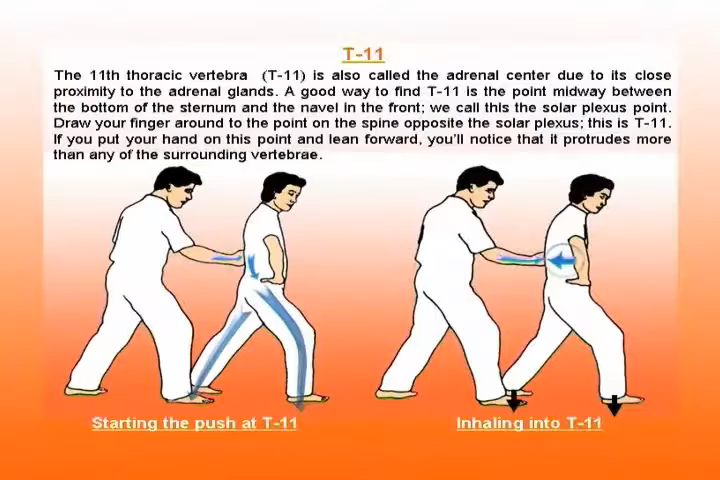 T-11
The 11th thoracic vertebra (T-11) is also called the adrenal center due to its close
proximity to the adrenal glands. A good way to find T-11 is the point midway between
the bottom of the sternum and the navel in the front; we call this the solar plexus point.
Draw your finger around to the point on the spine opposite the solar plexus; this is T-11.
If you put your hand on this point and lean forward, you'll notice that it protrudes more
than any of the surrounding vertebrae.
Starting the push at T-11
Inhaling into T-11